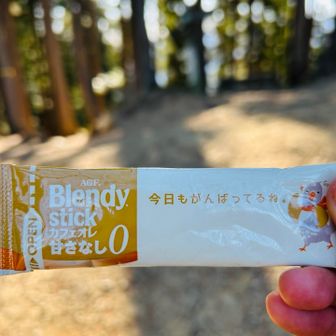 AGF
Blendy
stick
カフェオレ
甘さなし0
OPEN
今日もがんばってるね。